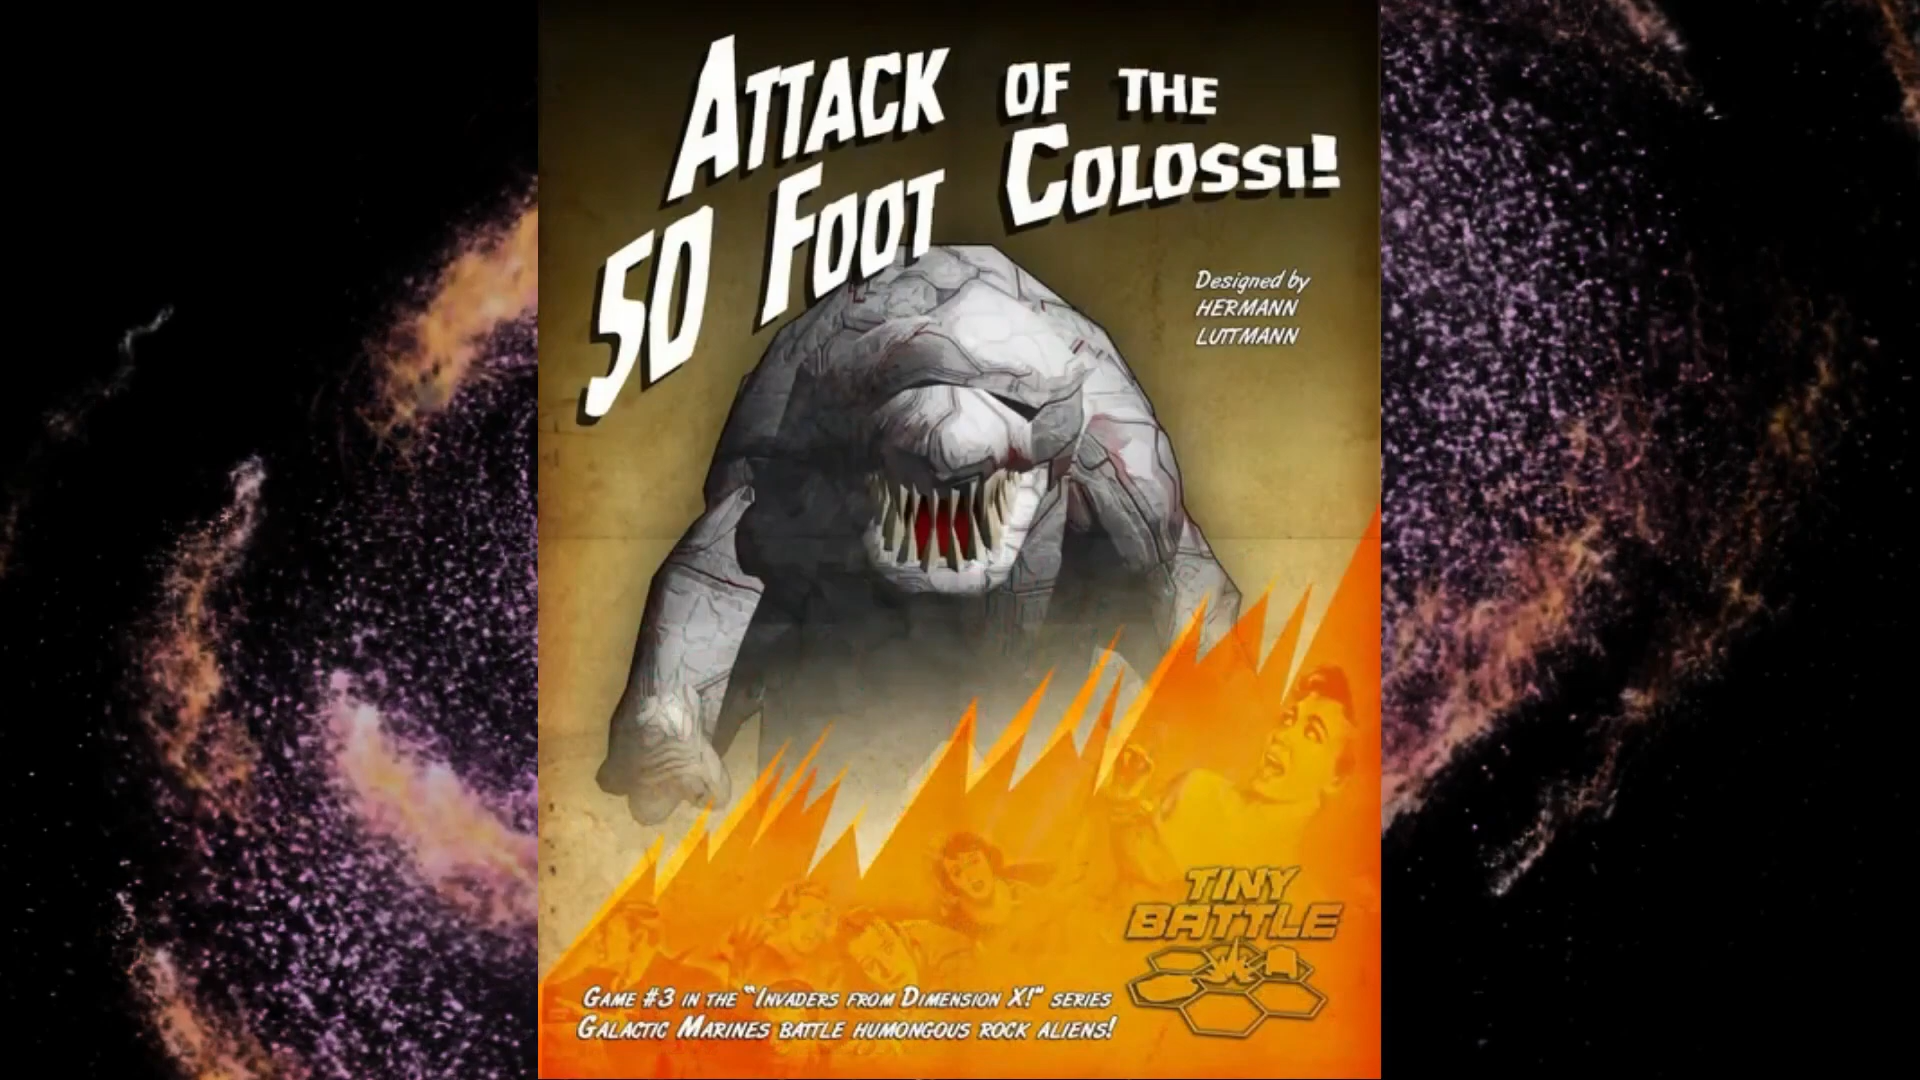 ATTACK OF THE
50 FOOT COLOSSI!
Designed by
HERMANN
LUTTMANN
TINY
BATTLE
GAME #3 IN THE "INVADERS FROM DIMENSION X!" SERIES
GALACTIC MARINES BATTLE HUMONGOUS ROCK ALIENS!